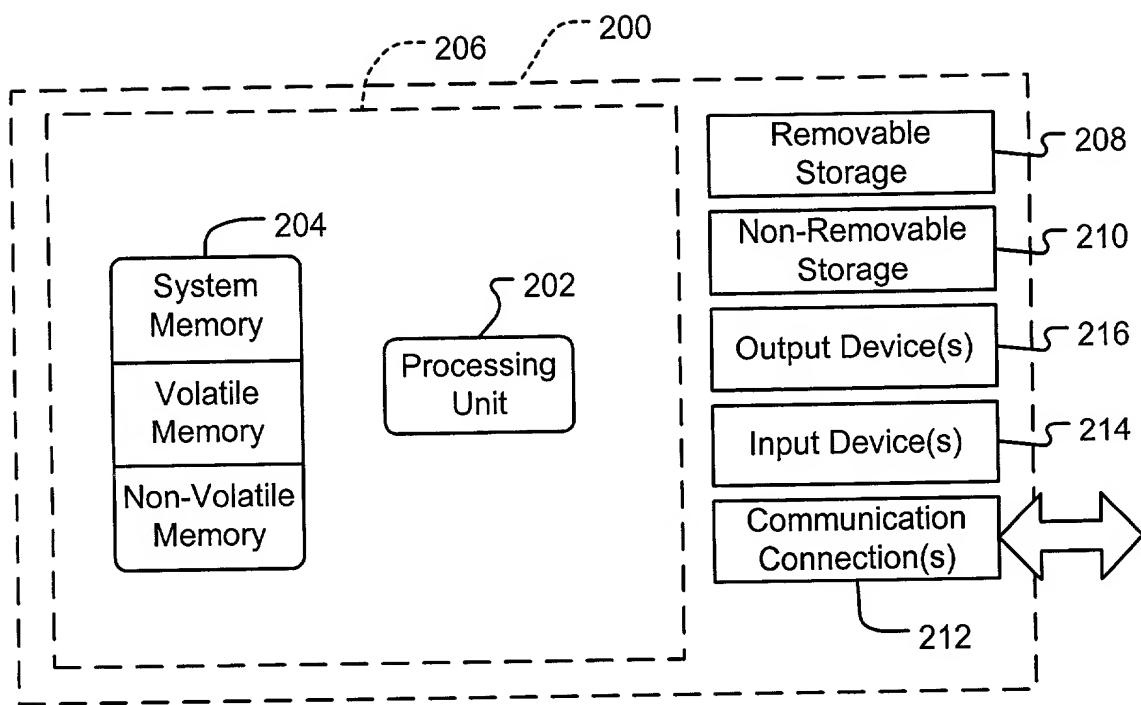 200
206
Removable
Storage
208
204
Non-Removable
Storage
210
System
Memory
202
Output Device(s)
216
Processing
Unit
Volatile
Memory
Input Device(s)
214
Non-Volatile
Memory
Communication
Connection(s)
212